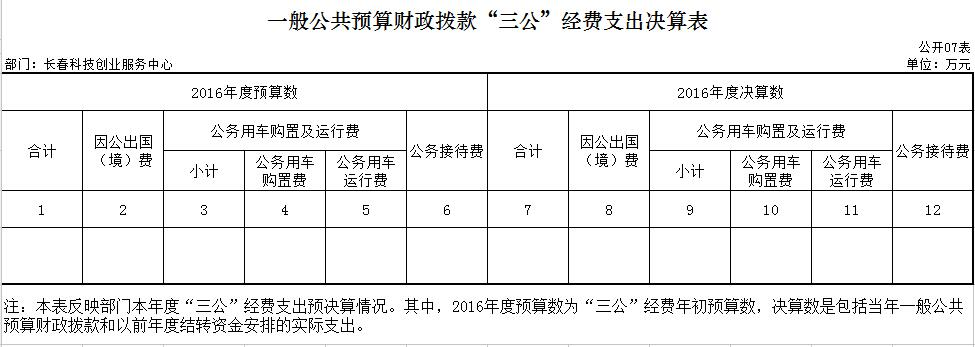 一般公共预算财政拨款“三公”经费支出决算表
公开07表
部门：长春科技创业服务中心 单位：万元
2016年度预算数 2016年度决算数
合计 因公出国（境）费 公务用车购置及运行费 公务接待费 合计 因公出国（境）费 公务用车购置及运行费 公务接待费
小计 公务用车购置费 公务用车运行费 小计 公务用车购置费 公务用车运行费
1 2 3 4 5 6 7 8 9 10 11 12
注：本表反映部门本年度“三公”经费支出预决算情况。其中，2016年度预算数为“三公”经费年初预算数，决算数是包括当年一般公共
预算财政拨款和以前年度结转资金安排的实际支出。